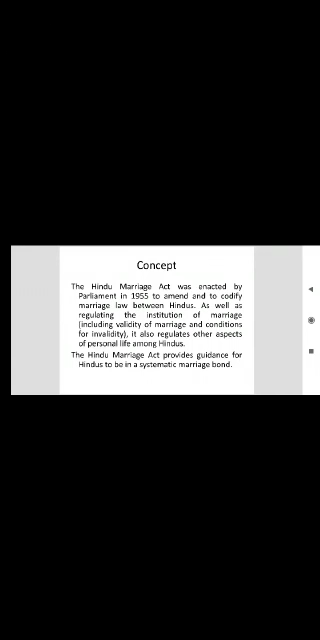 Concept
The Hindu Marriage Act was enacted by
Parliament in 1955 to amend and to codify
marriage law between Hindus. As well as
regulating the institution of marriage
(including validity of marriage and conditions
for invalidity), it also regulates other aspects
of personal life among Hindus.
The Hindu Marriage Act provides guidance for
Hindus to be in a systematic marriage bond.